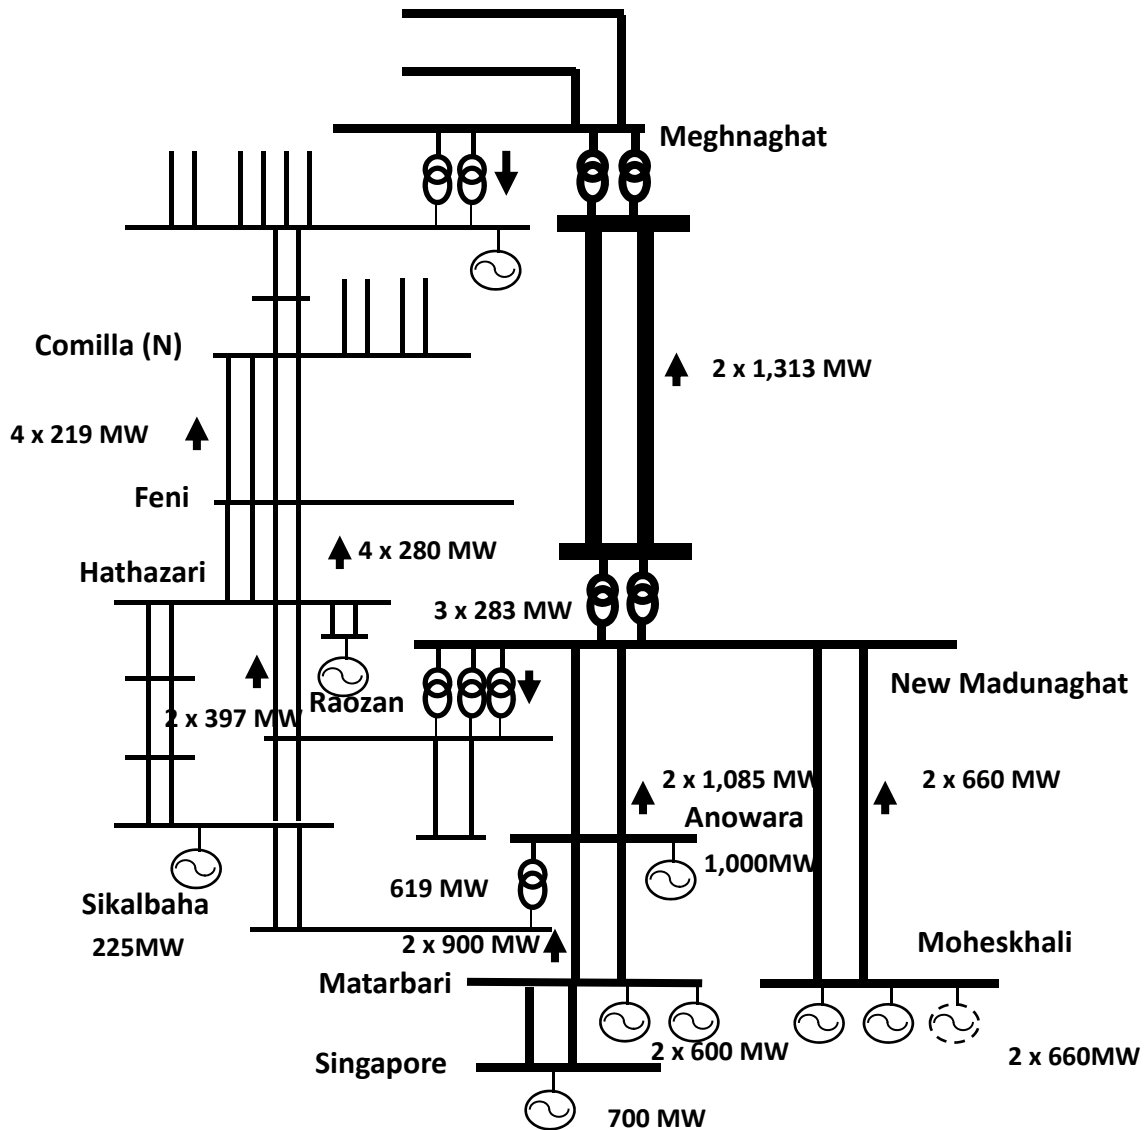 Meghnaghat
Comilla (N)
2 x 1,313 MW
4 x 219 MW
Feni
4 x 280 MW
Hathazari
3 x 283 MW
New Madunaghat
Raozan
2 x 397 MW
2 x 1,085 MW
2 x 660 MW
Anowara
1,000MW
619 MW
Sikalbaha
225MW
2 x 900 MW
Moheskhali
Matarbari
2 x 600 MW
2 x 660MW
Singapore
700 MW